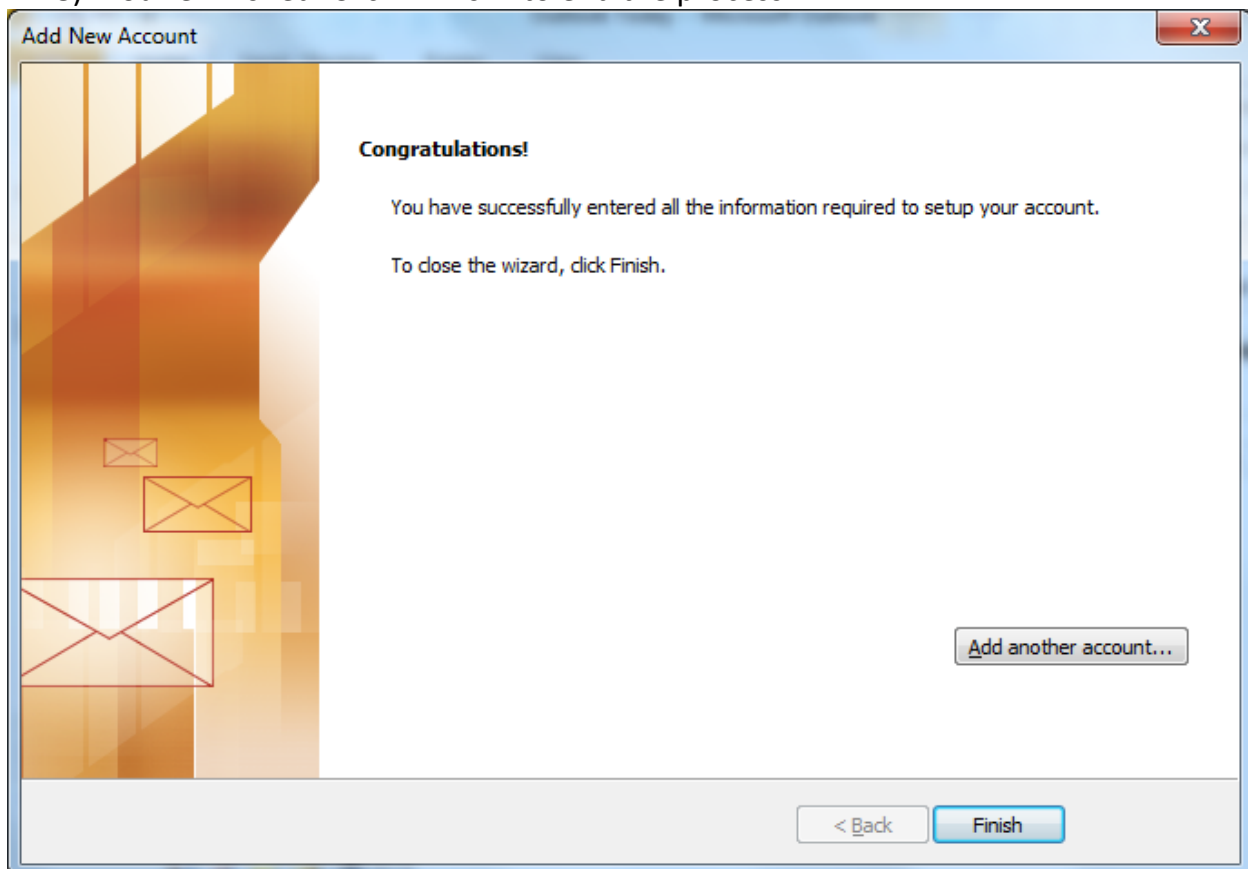 Add New Account
Congratulations!
You have successfully entered all the information required to setup your account.
To close the wizard, click Finish.
Add another account...
< Back
Finish